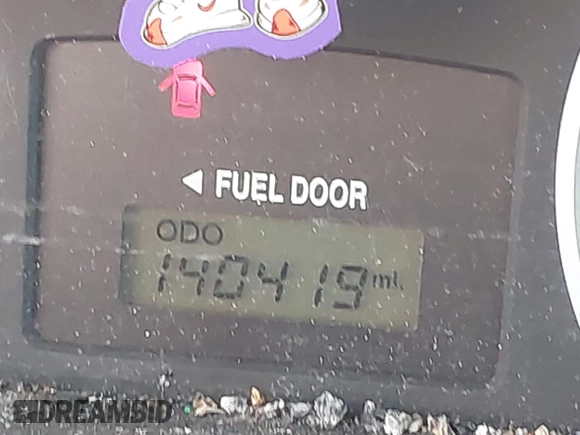 ◄ FUEL DOOR
ODO
140419 mi.
DREAMBID